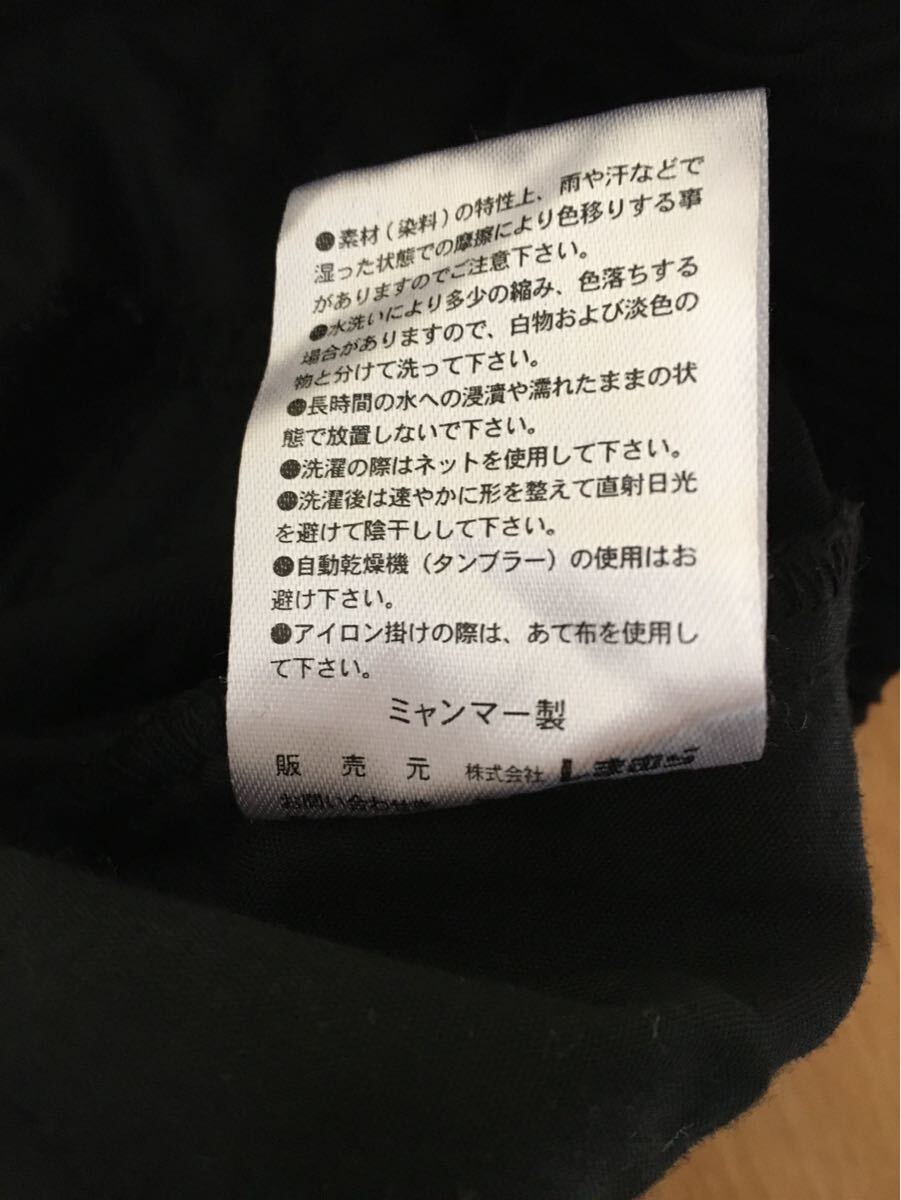 ●素材(染料)の特性上、雨や汗などで
湿った状態での摩擦により色移りする事
がありますのでご注意下さい。
●水洗いにより多少の縮み、色落ちする
場合がありますので、白物および淡色の
物と分けて洗って下さい。
●長時間の水への浸漬や濡れたままの状
態で放置しないで下さい。
●洗濯の際はネットを使用して下さい。
●洗濯後は速やかに形を整えて直射日光
を避けて陰干しして下さい。
●自動乾燥機(タンブラー)の使用はお
避け下さい。
●アイロン掛けの際は、あて布を使用し
て下さい。
ミャンマー製
販売元 株式会社
お問い合わせ